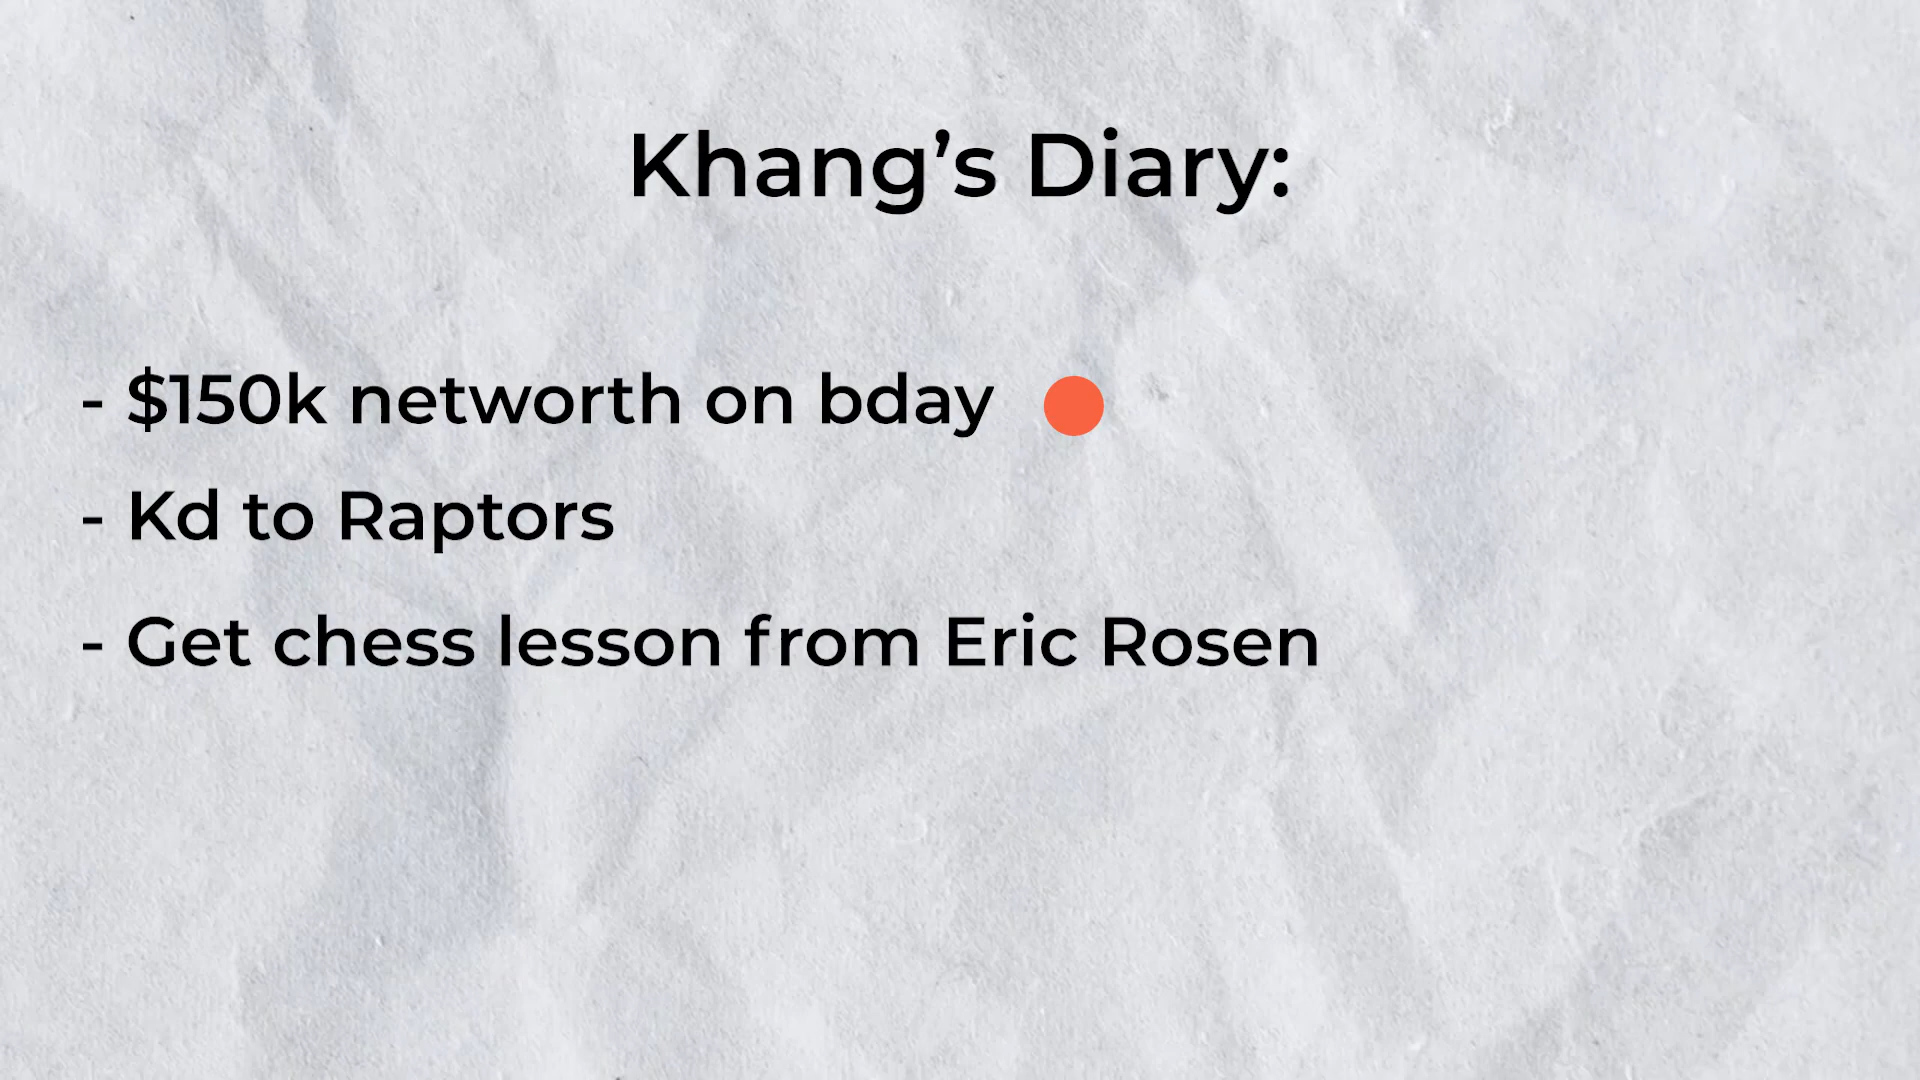 Khang’s Diary:
- $150k networth on bday
- Kd to Raptors
- Get chess lesson from Eric Rosen